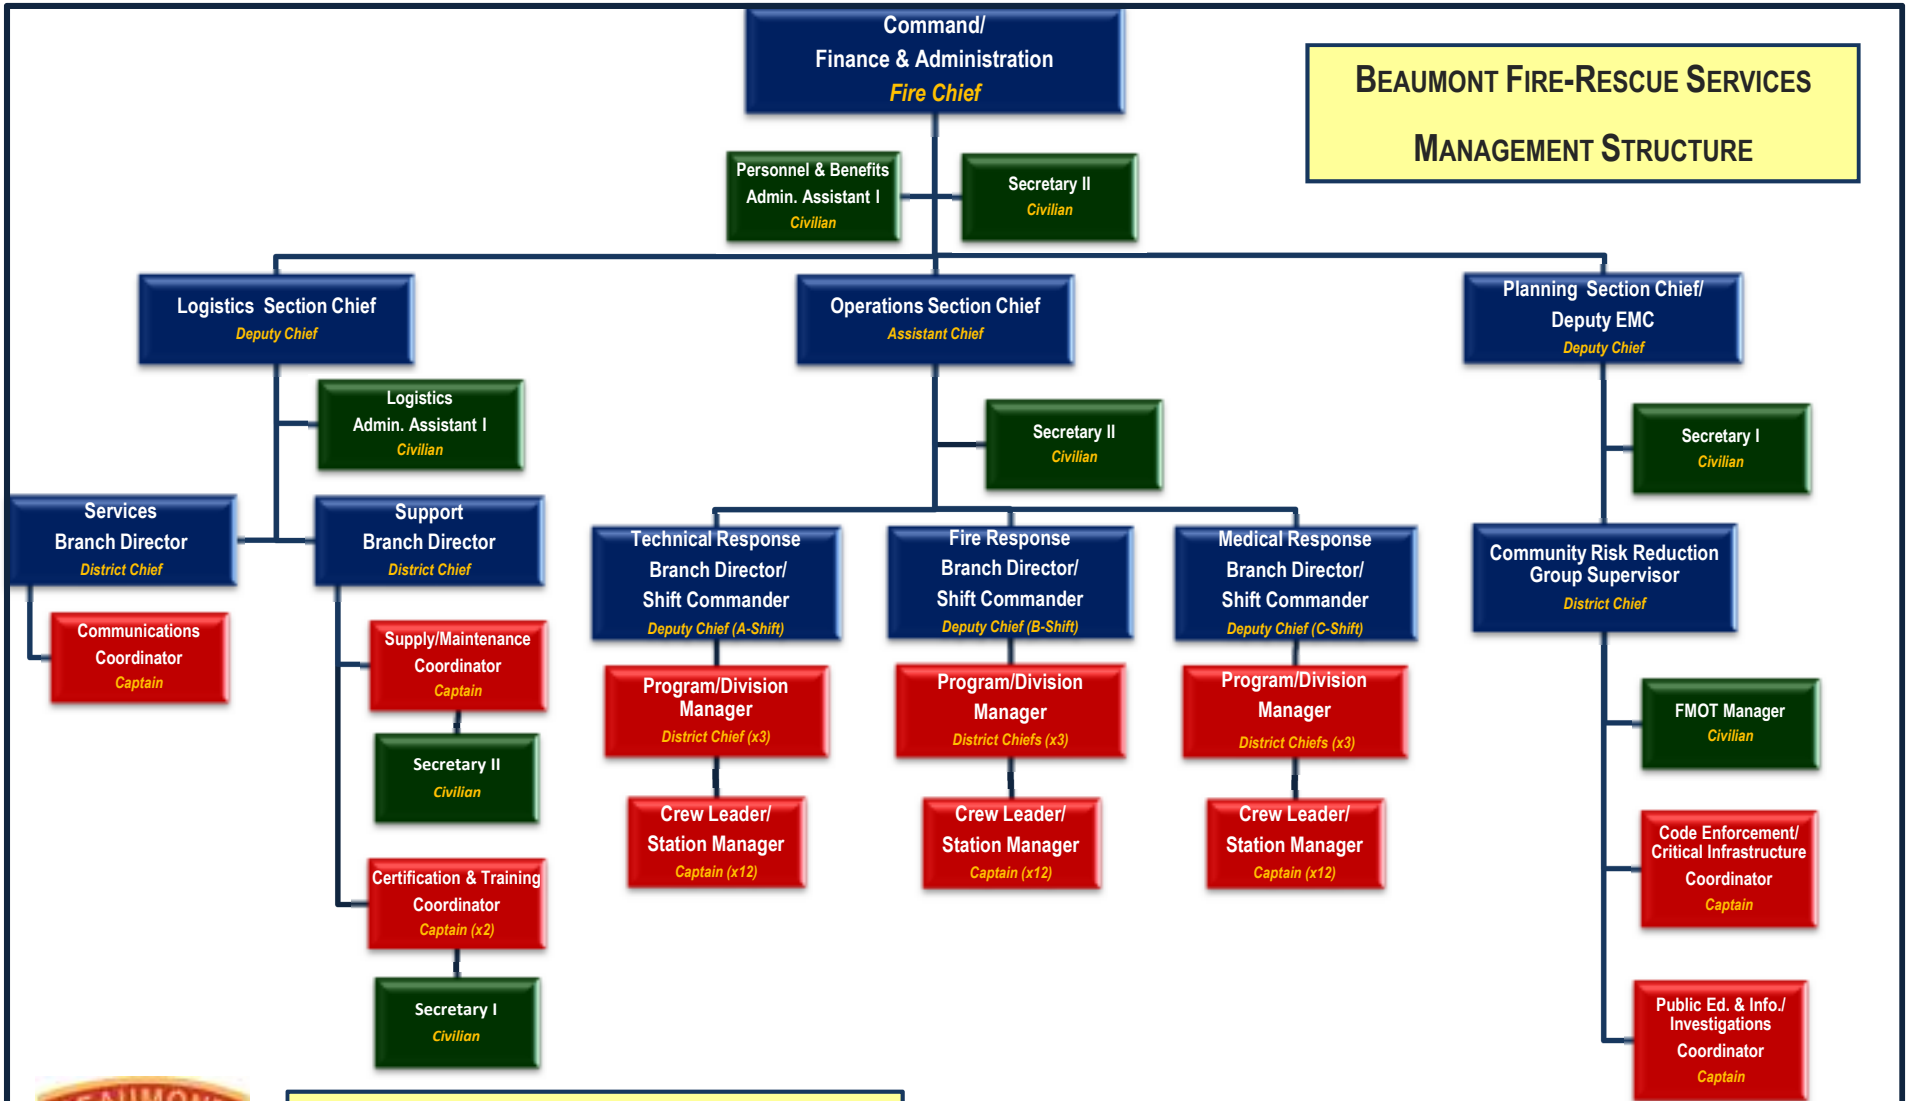 Command/
Finance & Administration
Fire Chief
BEAUMONT FIRE-RESCUE SERVICES
MANAGEMENT STRUCTURE
Personnel & Benefits
Admin. Assistant I
Civilian
Secretary II
Civilian
Logistics Section Chief
Deputy Chief
Operations Section Chief
Assistant Chief
Planning Section Chief/
Deputy EMC
Deputy Chief
Logistics
Admin. Assistant I
Civilian
Secretary II
Civilian
Secretary I
Civilian
Services
Branch Director
District Chief
Support
Branch Director
District Chief
Technical Response
Branch Director/
Shift Commander
Deputy Chief (A-Shift)
Fire Response
Branch Director/
Shift Commander
Deputy Chief (B-Shift)
Medical Response
Branch Director/
Shift Commander
Deputy Chief (C-Shift)
Community Risk Reduction
Group Supervisor
District Chief
Communications
Coordinator
Captain
Supply/Maintenance
Coordinator
Captain
Program/Division
Manager
District Chief (x3)
Program/Division
Manager
District Chiefs (x3)
Program/Division
Manager
District Chiefs (x3)
FMOT Manager
Civilian
Secretary II
Civilian
Crew Leader/
Station Manager
Captain (x12)
Crew Leader/
Station Manager
Captain (x12)
Crew Leader/
Station Manager
Captain (x12)
Code Enforcement/
Critical Infrastructure
Coordinator
Captain
Certification & Training
Coordinator
Captain (x2)
Secretary I
Civilian
Public Ed. & Info./
Investigations
Coordinator
Captain